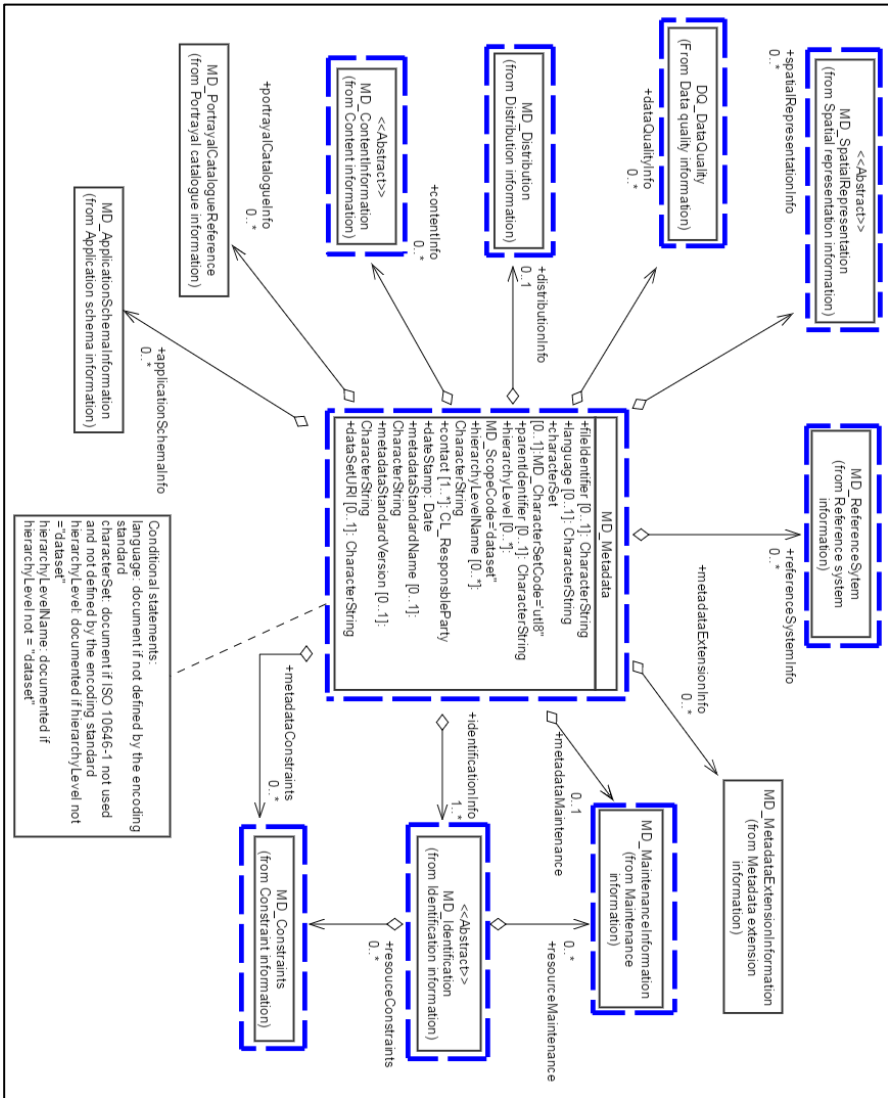 <<Abstract>>
MD_SpatialRepresentation
(from Spatial representation information)
+spatialRepresentationInfo
0..*
MD_ReferenceSytem
(from Reference system
information)
+referenceSystemInfo
0..*
MD_MetadataExtensionInformation
(from Metadata extension
information)
+metadataExtensionInfo
0..*
DQ_DataQuality
(From Data quality information)
+dataQualityInfo
0..*
MD_MaintenanceInformation
(from Maintenance
information)
0..1
+metadataMaintenance
0..*
+resourceMaintenance
MD_Distribution
(from Distribution information)
+distributionInfo
0..1
MD_Metadata
+fileIdentifier [0..1]: CharacterString
+language [0..1]: CharacterString
+characterSet
[0..1]:MD_CharacterSetCode='utl8"
+parentIdentifier [0..1]: CharacterString
+hierarchyLevel [0..*]:
MD_ScopeCode='dataset"
+hierarchyLevelName [0..*]:
CharacterString
+contact [1..*]: CL_ResponsbleParty
+dateStamp: Date
+metadataStandardName [0..1]:
CharacterString
+metadataStandardVersion [0..1]:
CharacterString
+dataSetURI [0..1]: CharacterString
+identificationInfo
1..*
<<Abstract>>
MD_Identification
(from Identification information)
<<Abstract>>
MD_ContentInformation
(from Content information)
+contentInfo
0..*
+resouceConstraints
0..*
MD_PortrayalCatalogueReference
(from Portrayal catalogue information)
+portrayalCatalogueInfo
0..*
+metadataConstraints
0..*
MD_Constraints
(from Constraint information)
MD_ApplicationSchemaInformation
(from Application schema information)
+applicationSchemaInfo
0..*
Conditional statements:
language: document if not defined by the encoding
standard
characterSet: document if ISO 10646-1 not used
and not defined by the encoding standard
hierarchyLevel: documented if hierarchyLevel not
="dataset"
hierarchyLevelName: documented if
hierarchyLevel not = "dataset"